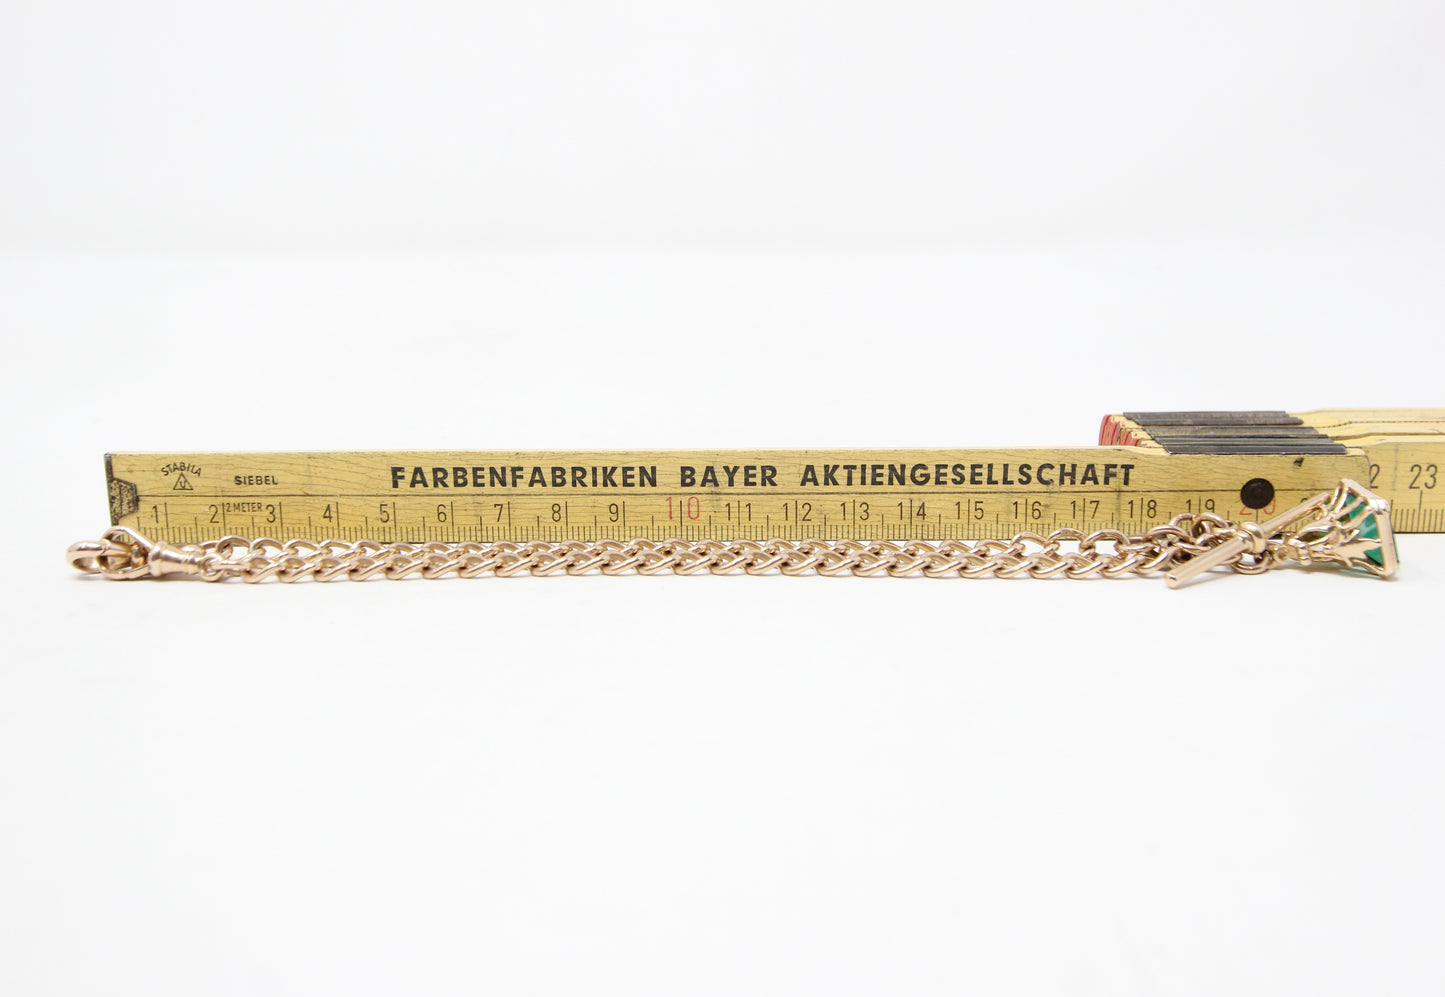 STABILA
U
SIEBEL
FARBENFABRIKEN BAYER AKTIENGESELLSCHAFT
1 2 2 METER 3 4 5 6 7 8 9 10 11 12 13 14 15 16 17 18 19 20 2 23